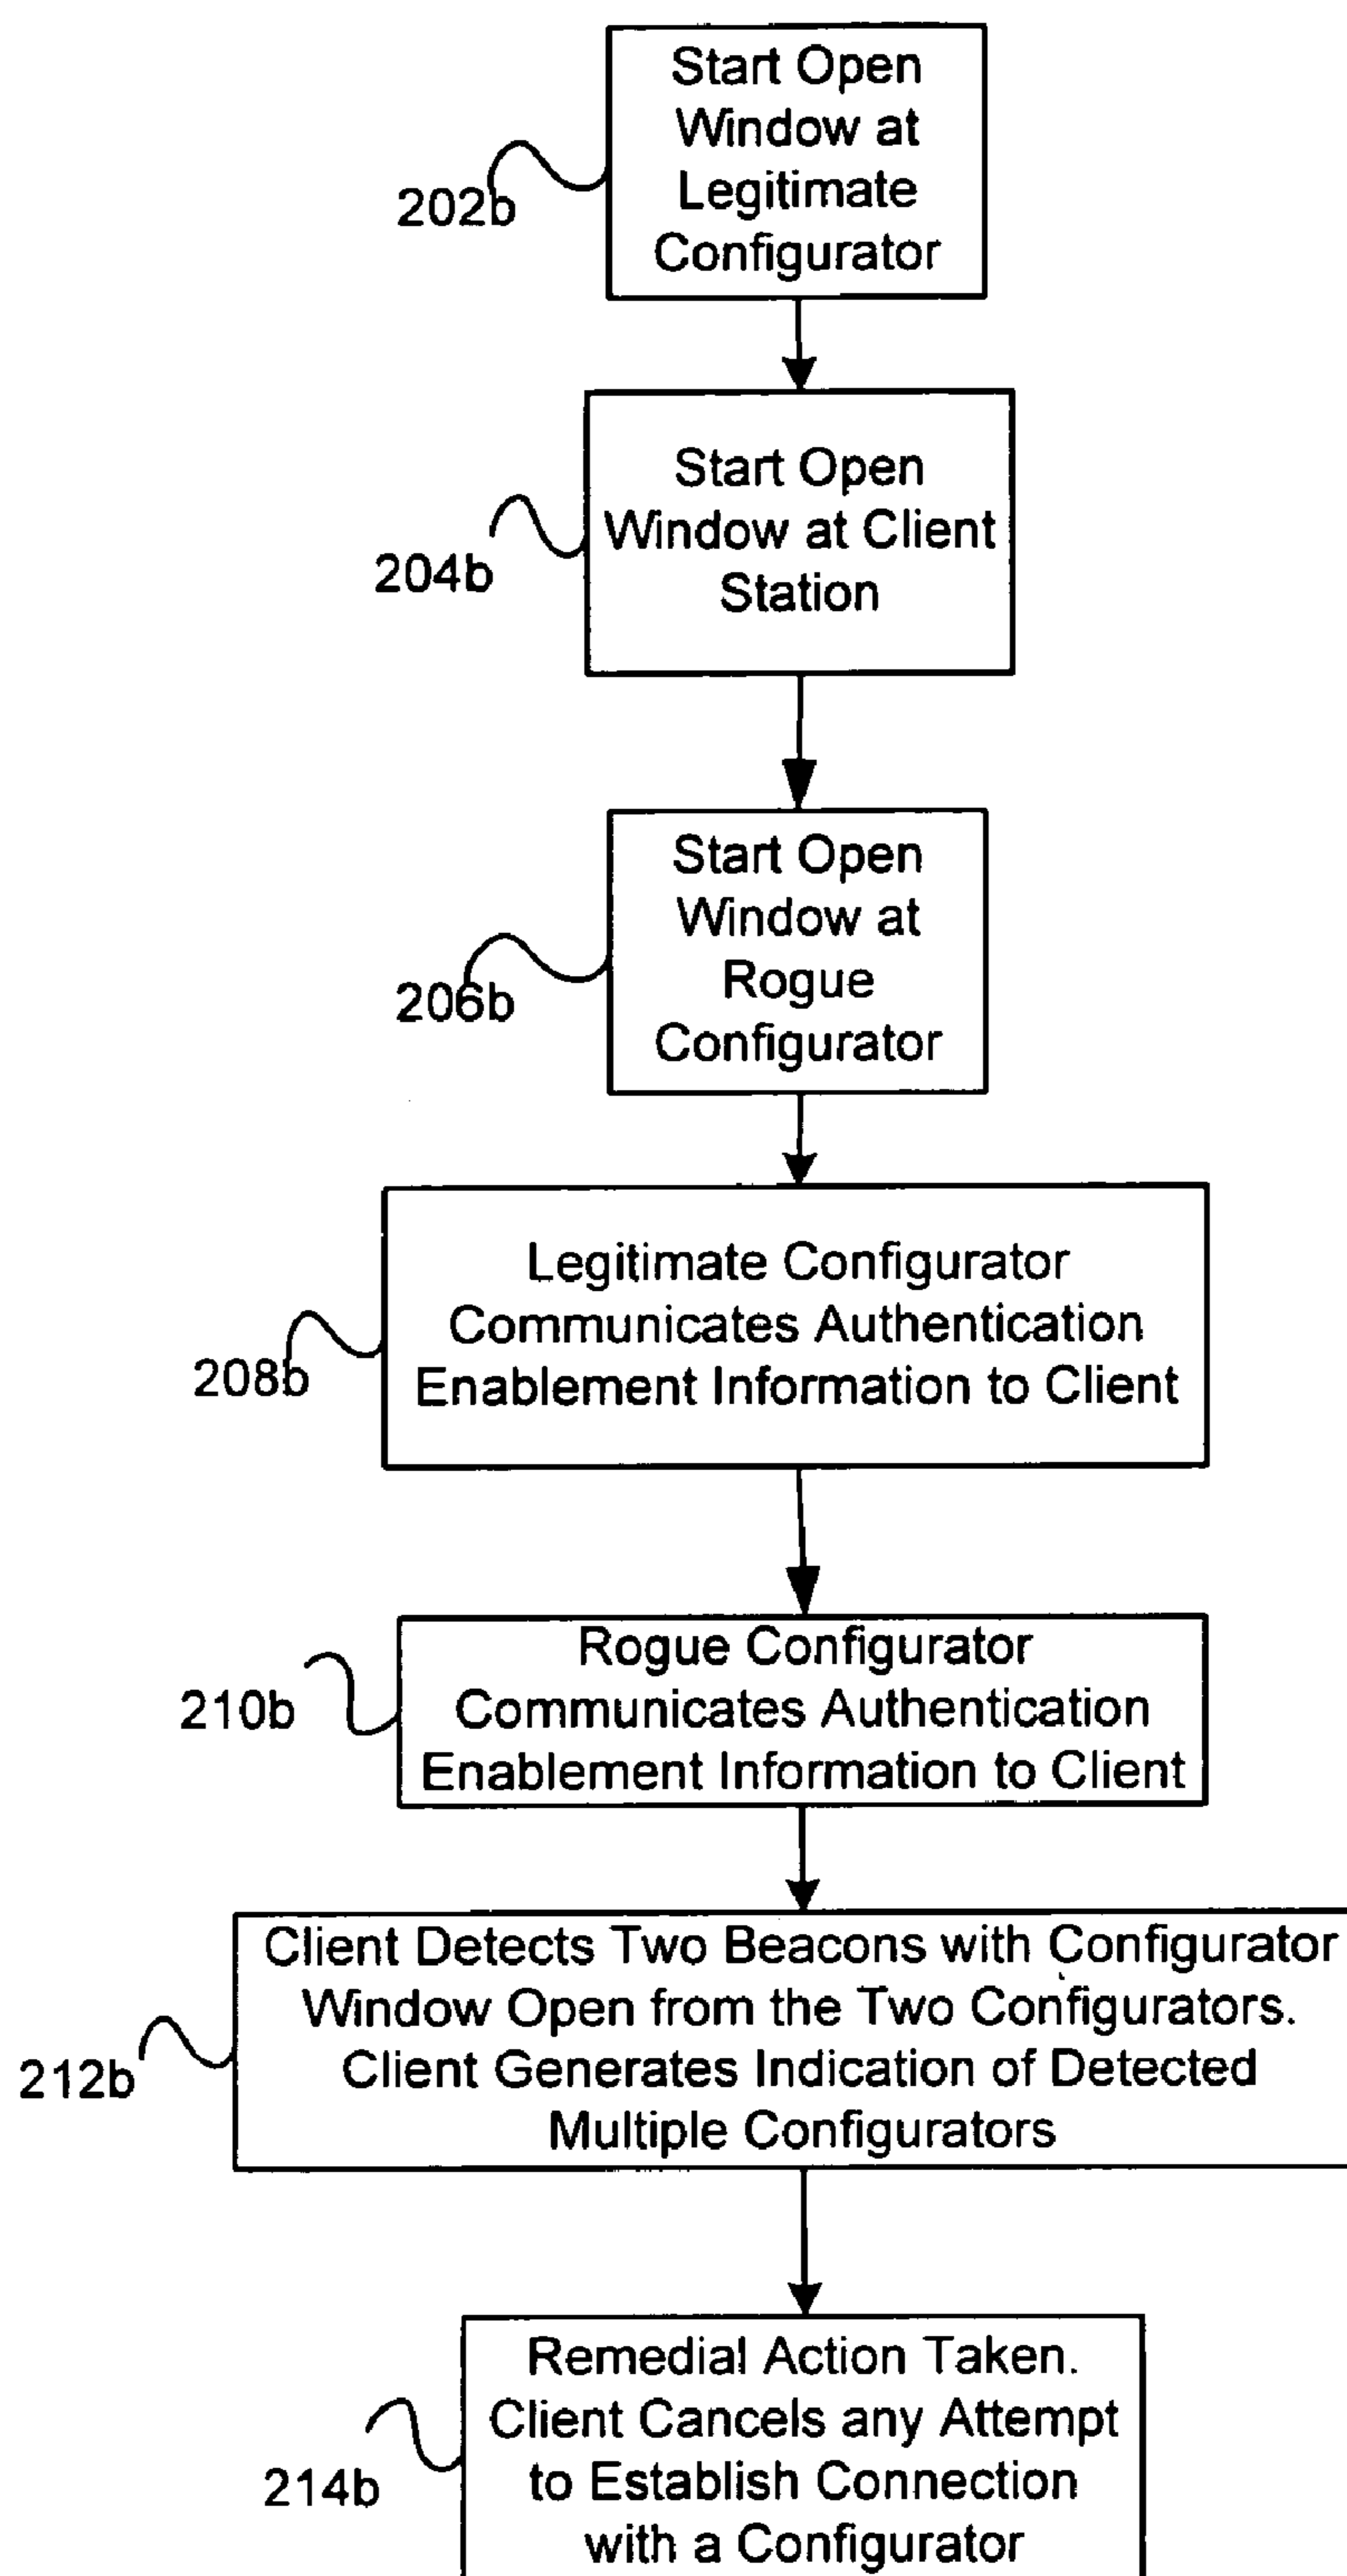 Start Open
Window at
Legitimate
Configurator
202b
Start Open
Window at Client
Station
204b
Start Open
Window at
Rogue
Configurator
206b
Legitimate Configurator
Communicates Authentication
Enablement Information to Client
208b
Rogue Configurator
Communicates Authentication
Enablement Information to Client
210b
Client Detects Two Beacons with Configurator
Window Open from the Two Configurators.
Client Generates Indication of Detected
Multiple Configurators
212b
Remedial Action Taken.
Client Cancels any Attempt
to Establish Connection
with a Configurator
214b